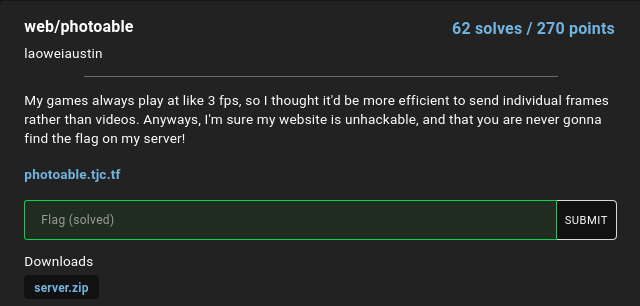 web/photoable
62 solves / 270 points
laoweiaustin
My games always play at like 3 fps, so I thought it'd be more efficient to send individual frames
rather than videos. Anyways, I'm sure my website is unhackable, and that you are never gonna
find the flag on my server!
photoable.tjc.tf
Flag (solved)
SUBMIT
Downloads
server.zip